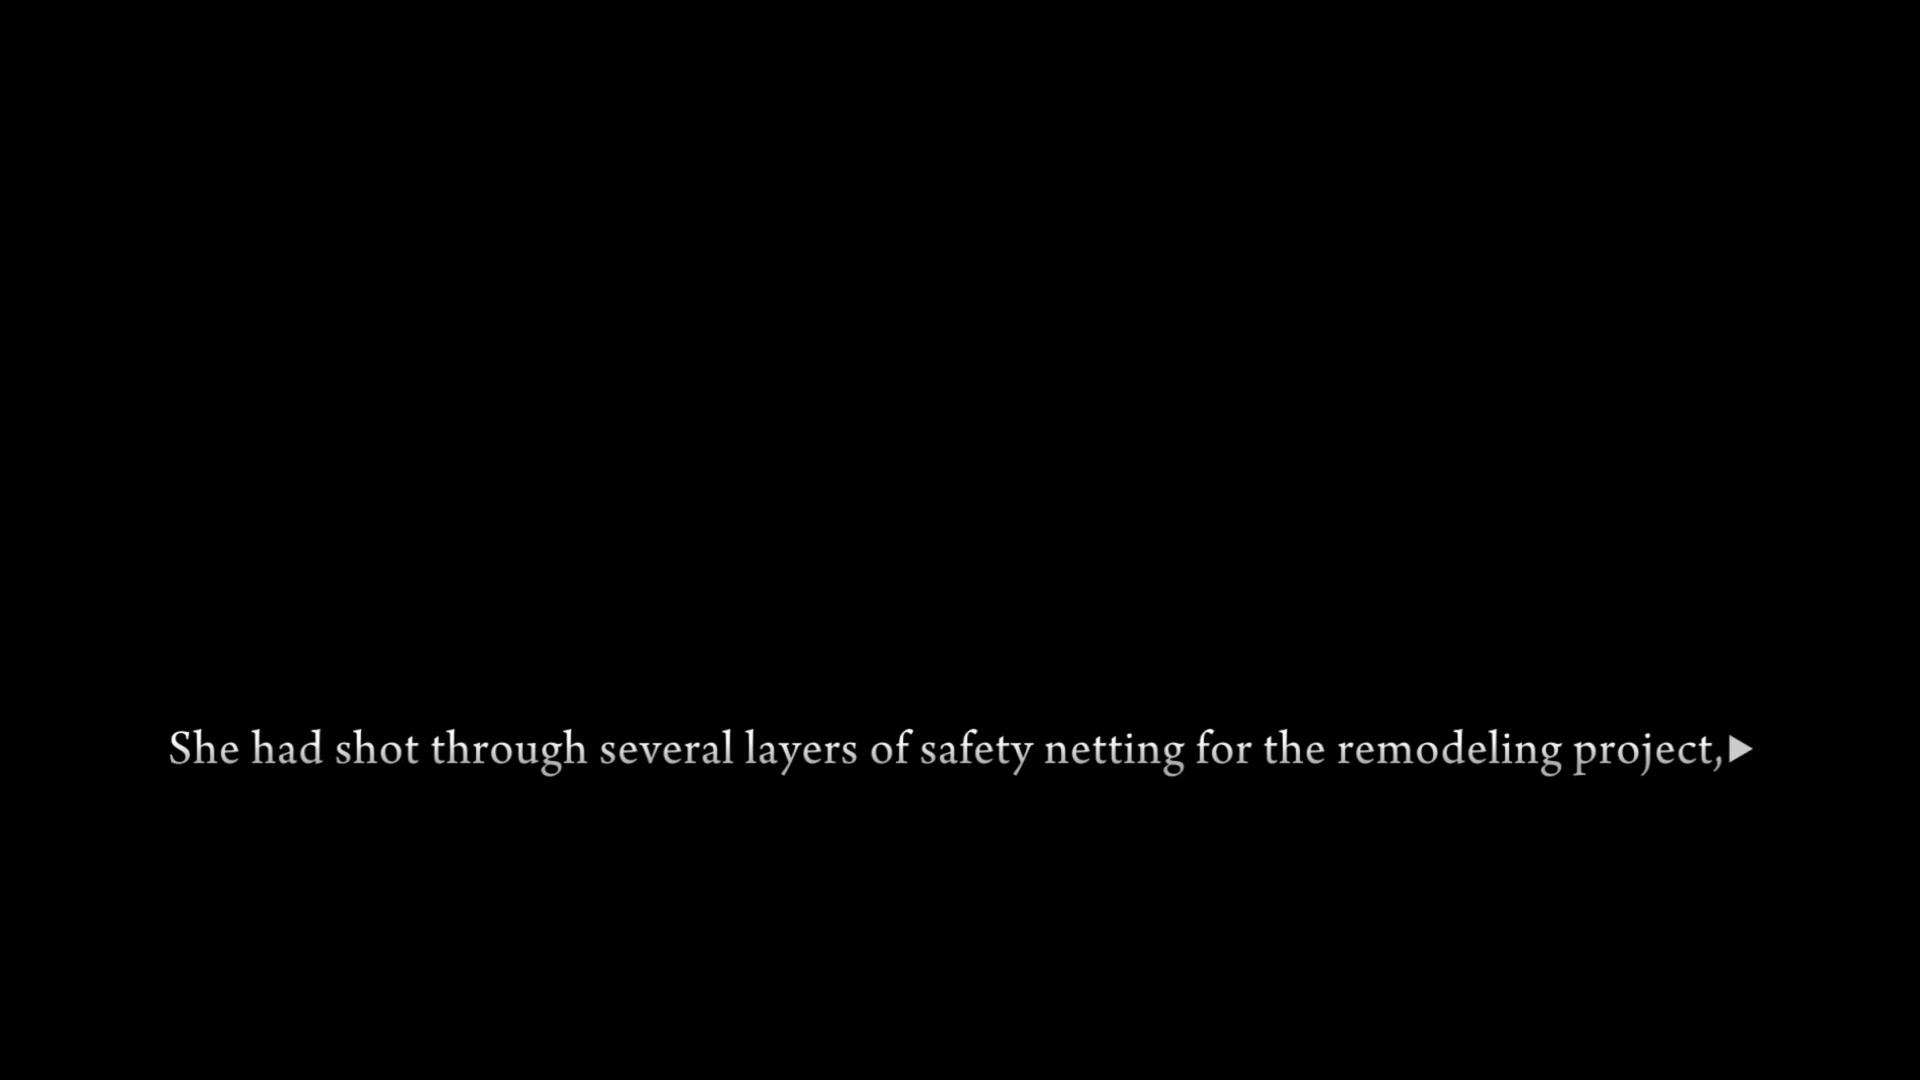 She had shot through several layers of safety netting for the remodeling project,